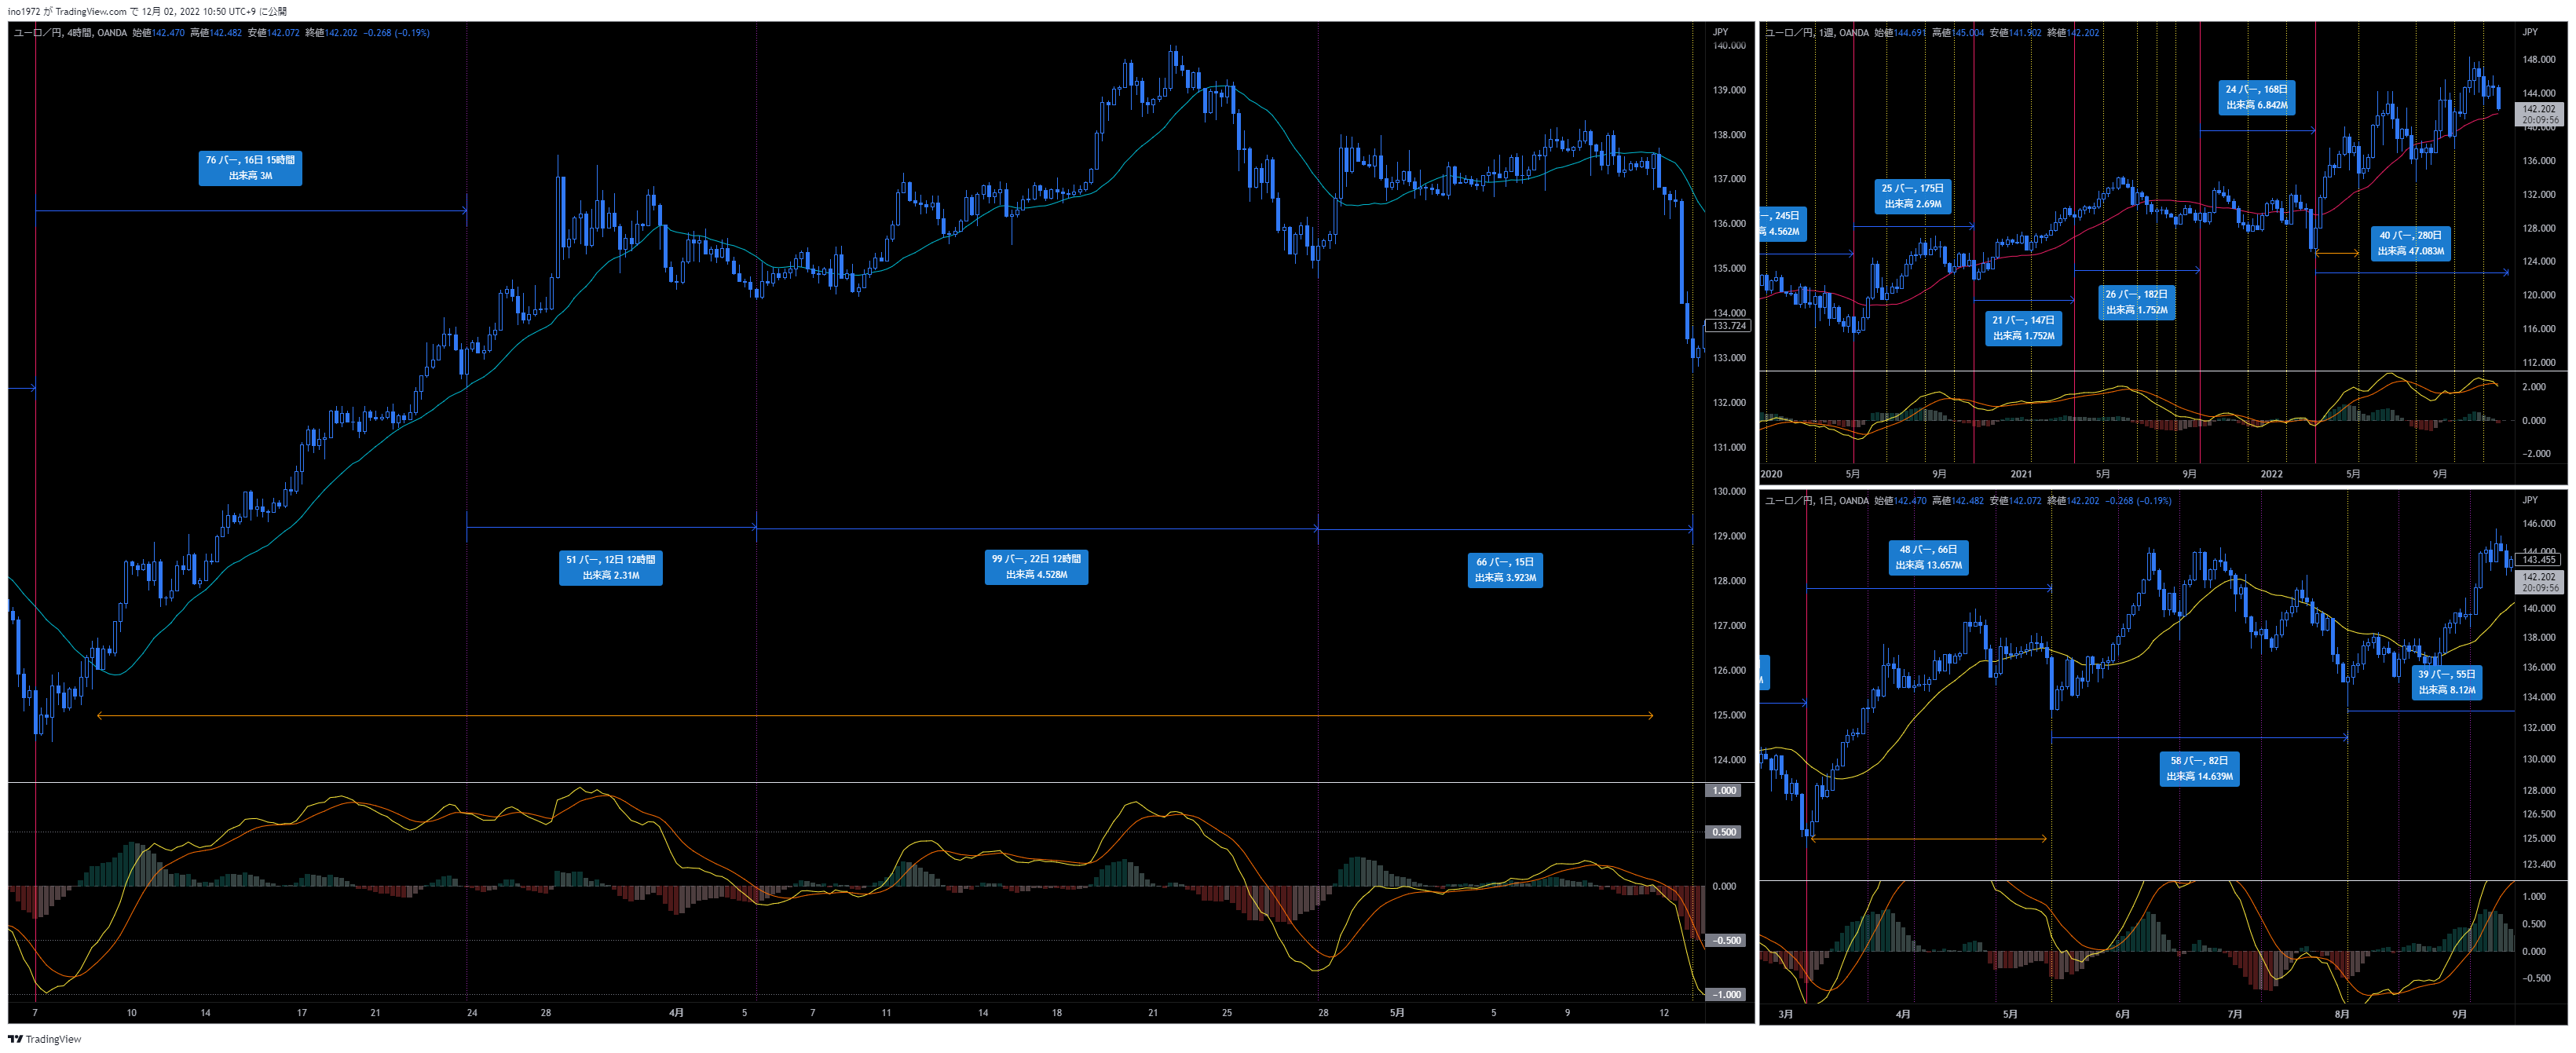 ino1972 が TradingView.com で 12月 02, 2022 10:50 UTC+9 に公開
ユーロ／円, 4時間, OANDA 始値142.470 高値142.482 安値142.072 終値142.202 −0.268 (−0.19%)
JPY
140.000
139.000
138.000
137.000
136.000
135.000
134.000
133.724
133.000
132.000
131.000
130.000
129.000
128.000
127.000
126.000
125.000
124.000
76 バー, 16日 15時間
出来高 3M
51 バー, 12日 12時間
出来高 2.31M
99 バー, 22日 12時間
出来高 4.528M
66 バー, 15日
出来高 3.923M
1.000
0.500
0.000
−0.500
−1.000
7 10 14 17 21 24 28 4月 5 7 11 14 18 21 25 28 5月 5 9 12
ユーロ／円, 1週, OANDA 始値144.691 高値145.004 安値141.902 終値142.202
JPY
148.000
144.000
142.202
20:09:56
140.000
136.000
132.000
128.000
124.000
120.000
116.000
112.000
ー, 245日
高 4.562M
25 バー, 175日
出来高 2.69M
21 バー, 147日
出来高 1.752M
26 バー, 182日
出来高 1.752M
24 バー, 168日
出来高 6.842M
40 バー, 280日
出来高 47.083M
2.000
0.000
−2.000
2020 5月 9月 2021 5月 9月 2022 5月 9月
ユーロ／円, 1日, OANDA 始値142.470 高値142.482 安値142.072 終値142.202 −0.268 (−0.19%)
JPY
146.000
144.000
143.455
142.202
20:09:56
140.000
138.000
136.000
134.000
132.000
130.000
128.000
126.500
125.000
123.400
48 バー, 66日
出来高 13.657M
58 バー, 82日
出来高 14.639M
39 バー, 55日
出来高 8.12M
1.000
0.500
0.000
−0.500
3月 4月 5月 6月 7月 8月 9月
TradingView